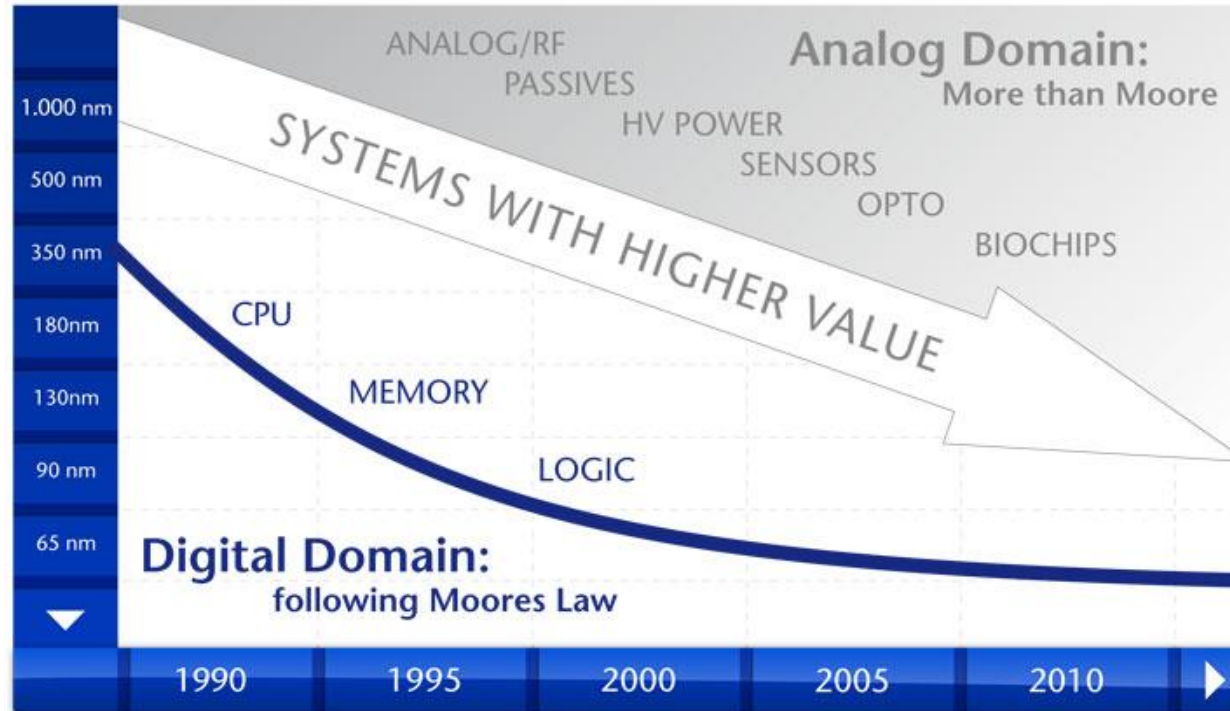 ANALOG/RF
PASSIVES
HV POWER
SENSORS
OPTO
BIOCHIPS
Analog Domain:
More than Moore
SYSTEMS WITH HIGHER VALUE
1.000 nm
500 nm
350 nm
180nm
130nm
90 nm
65 nm
CPU
MEMORY
LOGIC
Digital Domain:
following Moores Law
1990
1995
2000
2005
2010